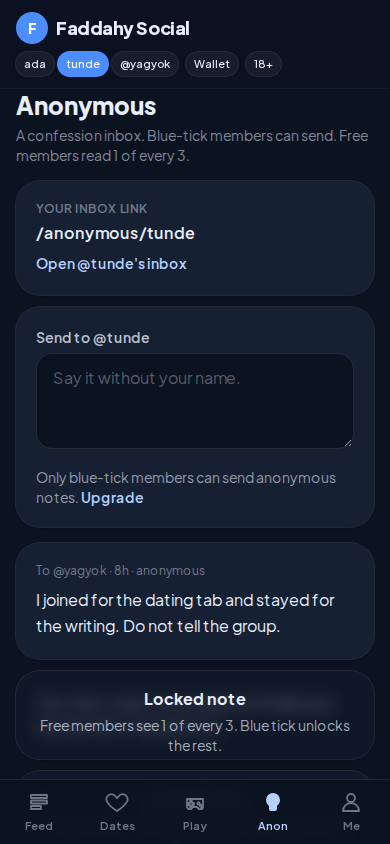 F Faddahy Social
ada tunde @yagyok Wallet 18+
Anonymous
A confession inbox. Blue-tick members can send. Free
members read 1 of every 3.
YOUR INBOX LINK
/anonymous/tunde
Open @tunde's inbox
Send to @tunde
Say it without your name.
Only blue-tick members can send anonymous
notes. Upgrade
To @yagyok · 8h · anonymous
I joined for the dating tab and stayed for
the writing. Do not tell the group.
Locked note
Free members see 1 of every 3. Blue tick unlocks
the rest.
Feed Dates Play Anon Me